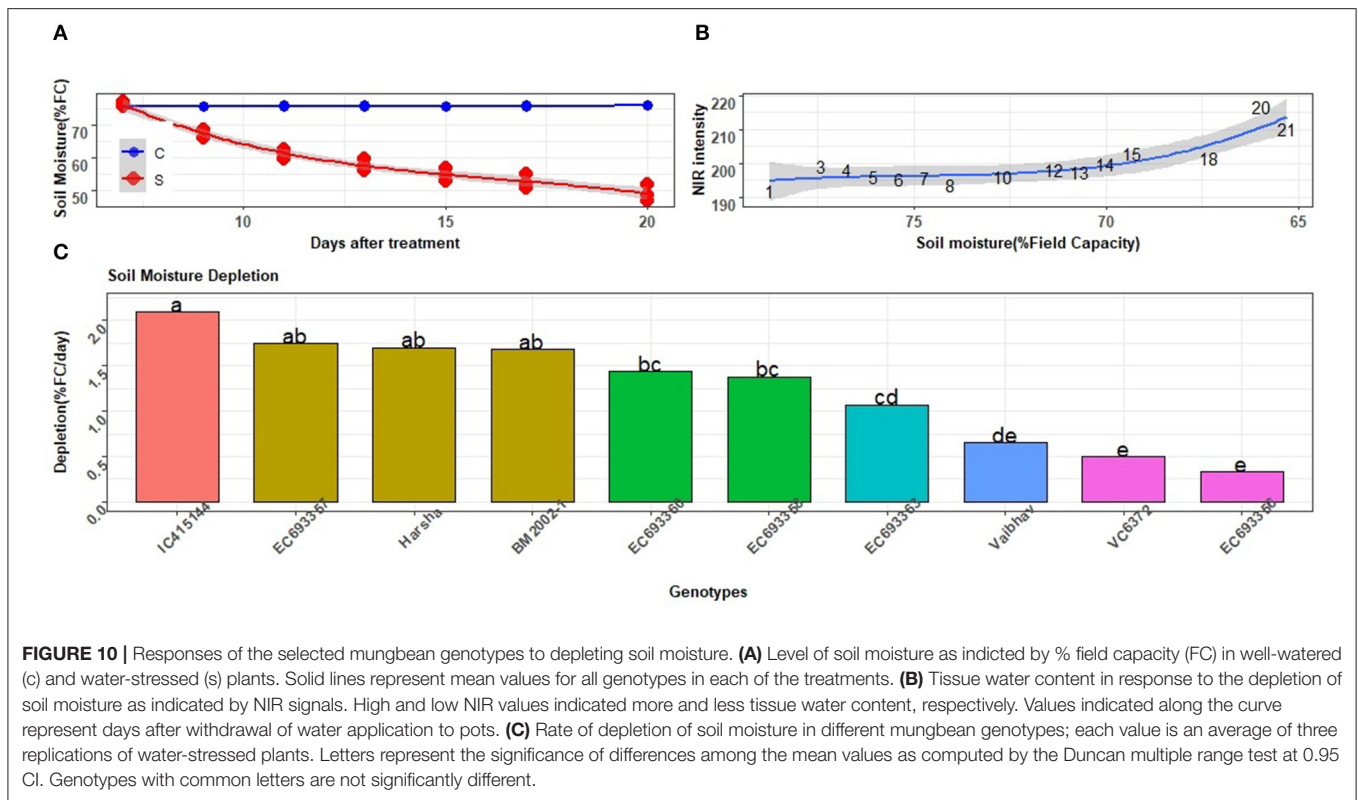 A
B
Soil Moisture(%FC)
70
60
50
C
S
10
15
20
Days after treatment
NIR intensity
220
210
200
190
1
3
4
5
6
7
8
10
12
13
14
15
18
20
21
75
70
65
Soil moisture(%Field Capacity)
C
Soil Moisture Depletion
Depletion(%FC/day)
2.0
1.5
1.0
0.5
0.0
a
ab
ab
ab
bc
bc
cd
de
e
e
IC415144
EC693357
Harsha
BM2002-1
Vaibhav
VC6372
Genotypes
FIGURE 10 | Responses of the selected mungbean genotypes to depleting soil moisture. (A) Level of soil moisture as indicted by % field capacity (FC) in well-watered
(c) and water-stressed (s) plants. Solid lines represent mean values for all genotypes in each of the treatments. (B) Tissue water content in response to the depletion of
soil moisture as indicated by NIR signals. High and low NIR values indicated more and less tissue water content, respectively. Values indicated along the curve
represent days after withdrawal of water application to pots. (C) Rate of depletion of soil moisture in different mungbean genotypes; each value is an average of three
replications of water-stressed plants. Letters represent the significance of differences among the mean values as computed by the Duncan multiple range test at 0.95
CI. Genotypes with common letters are not significantly different.